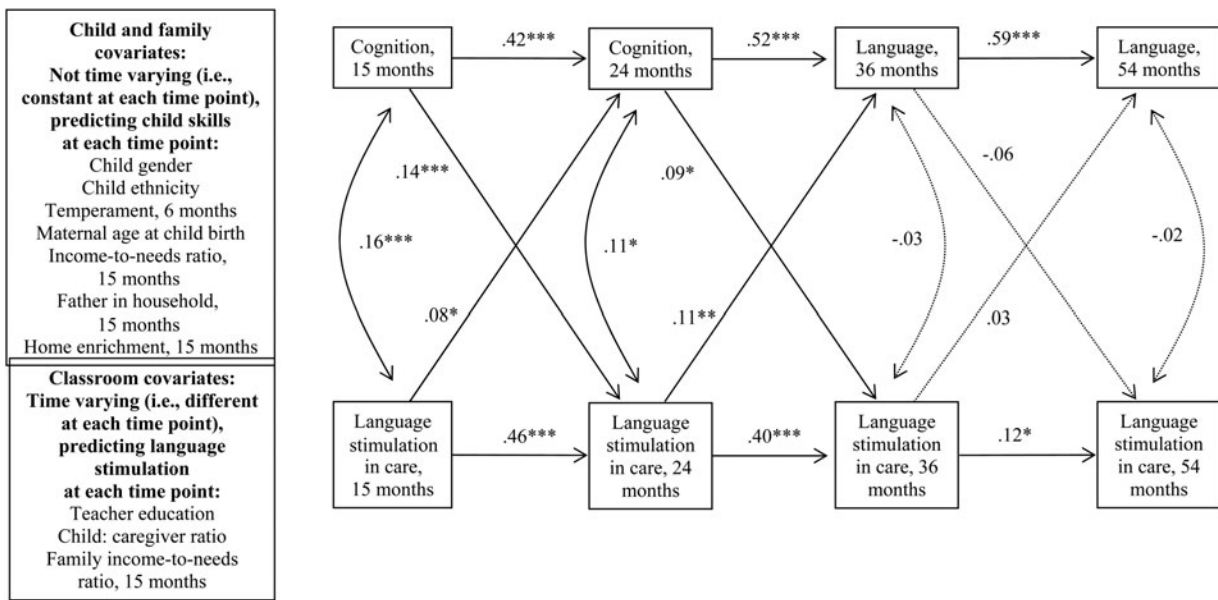 Child and family
covariates:
Not time varying (i.e.,
constant at each time point),
predicting child skills
at each time point:
Child gender
Child ethnicity
Temperament, 6 months
Maternal age at child birth
Income-to-needs ratio,
15 months
Father in household,
15 months
Home enrichment, 15 months
Classroom covariates:
Time varying (i.e., different
at each time point),
predicting language
stimulation
at each time point:
Teacher education
Child: caregiver ratio
Family income-to-needs
ratio, 15 months
Cognition,
15 months
.42***
Cognition,
24 months
.52***
Language,
36 months
.59***
Language,
54 months
.14***
.09*
-.06
.16***
.11*
-.03
-.02
.08*
.11**
.03
Language
stimulation
in care,
15 months
.46***
Language
stimulation
in care, 24
months
.40***
Language
stimulation
in care, 36
months
.12*
Language
stimulation
in care, 54
months